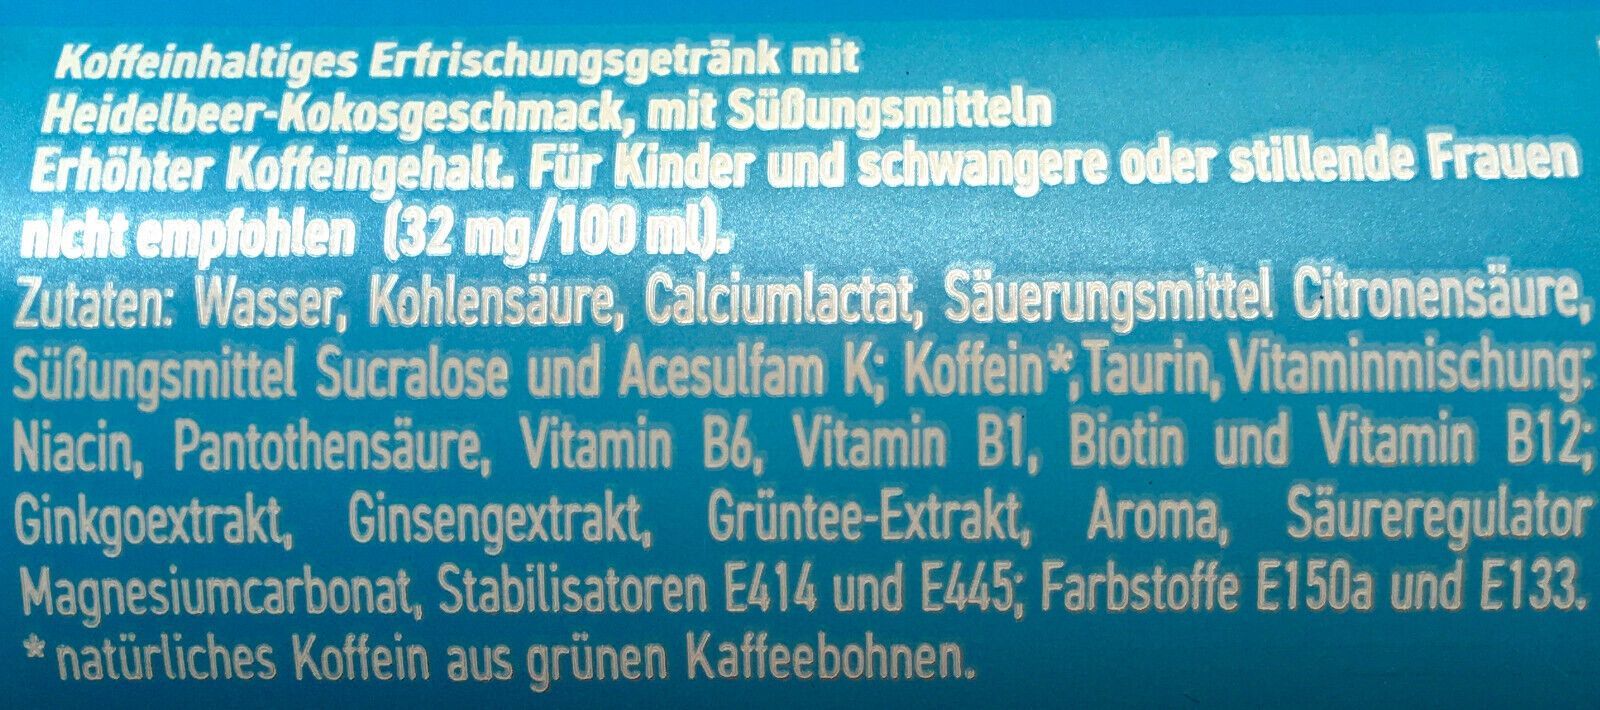 Koffeinhaltiges Erfrischungsgetränk mit
Heidelbeer-Kokosgeschmack, mit Süßungsmitteln
Erhöhter Koffeingehalt. Für Kinder und schwangere oder stillende Frauen
nicht empfohlen (32 mg/100 ml).
Zutaten: Wasser, Kohlensäure, Calciumlactat, Säuerungsmittel Citronensäure,
Süßungsmittel Sucralose und Acesulfam K; Koffein*,Taurin, Vitaminmischung:
Niacin, Pantothensäure, Vitamin B6, Vitamin B1, Biotin und Vitamin B12;
Ginkgoextrakt, Ginsengextrakt, Grüntee-Extrakt, Aroma, Säureregulator
Magnesiumcarbonat, Stabilisatoren E414 und E445; Farbstoffe E150a und E133.
* natürliches Koffein aus grünen Kaffeebohnen.